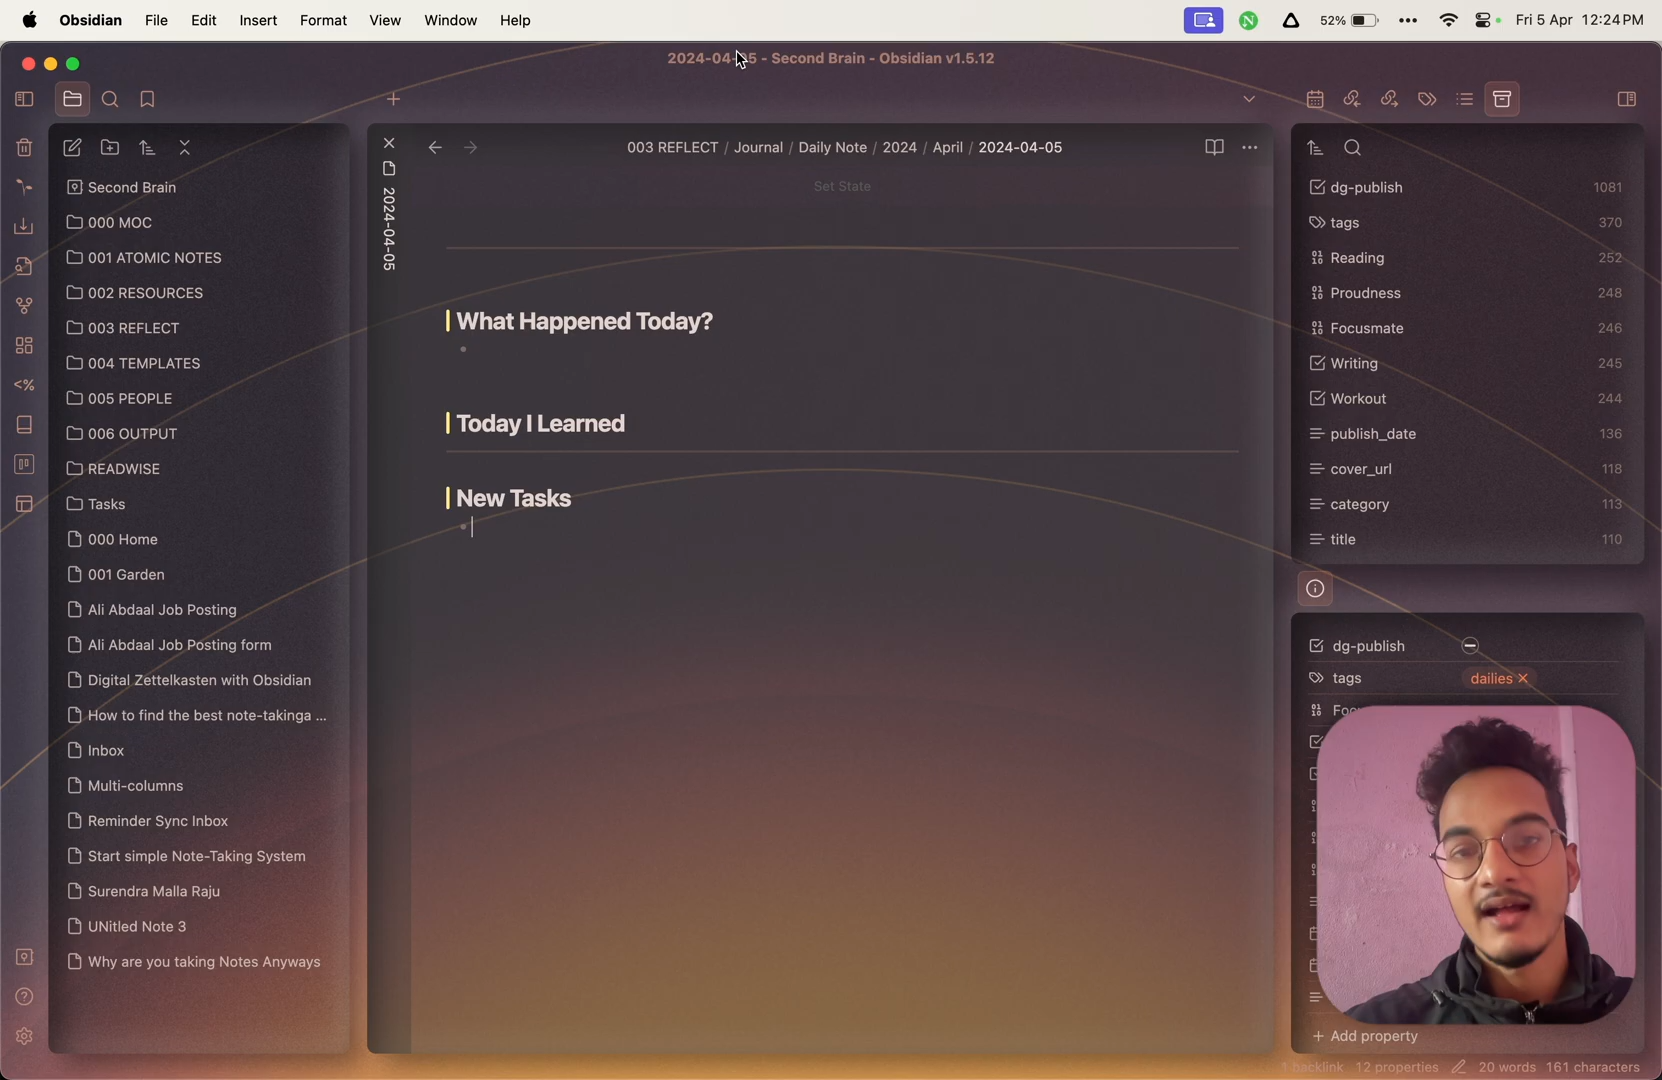 Obsidian File Edit Insert Format View Window Help
52% Fri 5 Apr 12:24 PM
2024-04-05 - Second Brain - Obsidian v1.5.12
Second Brain
000 MOC
001 ATOMIC NOTES
002 RESOURCES
003 REFLECT
004 TEMPLATES
005 PEOPLE
006 OUTPUT
READWISE
Tasks
000 Home
001 Garden
Ali Abdaal Job Posting
Ali Abdaal Job Posting form
Digital Zettelkasten with Obsidian
How to find the best note-takinga ...
Inbox
Multi-columns
Reminder Sync Inbox
Start simple Note-Taking System
Surendra Malla Raju
UNitled Note 3
Why are you taking Notes Anyways
<%
2024-04-05
003 REFLECT / Journal / Daily Note / 2024 / April / 2024-04-05
Set State
What Happened Today?
Today I Learned
New Tasks
dg-publish 1081
tags 370
Reading 252
Proudness 248
Focusmate 246
Writing 245
Workout 244
publish_date 136
cover_url 118
category 113
title 110
dg-publish
tags dailies ×
+ Add property
backlink 12 properties 20 words 161 characters